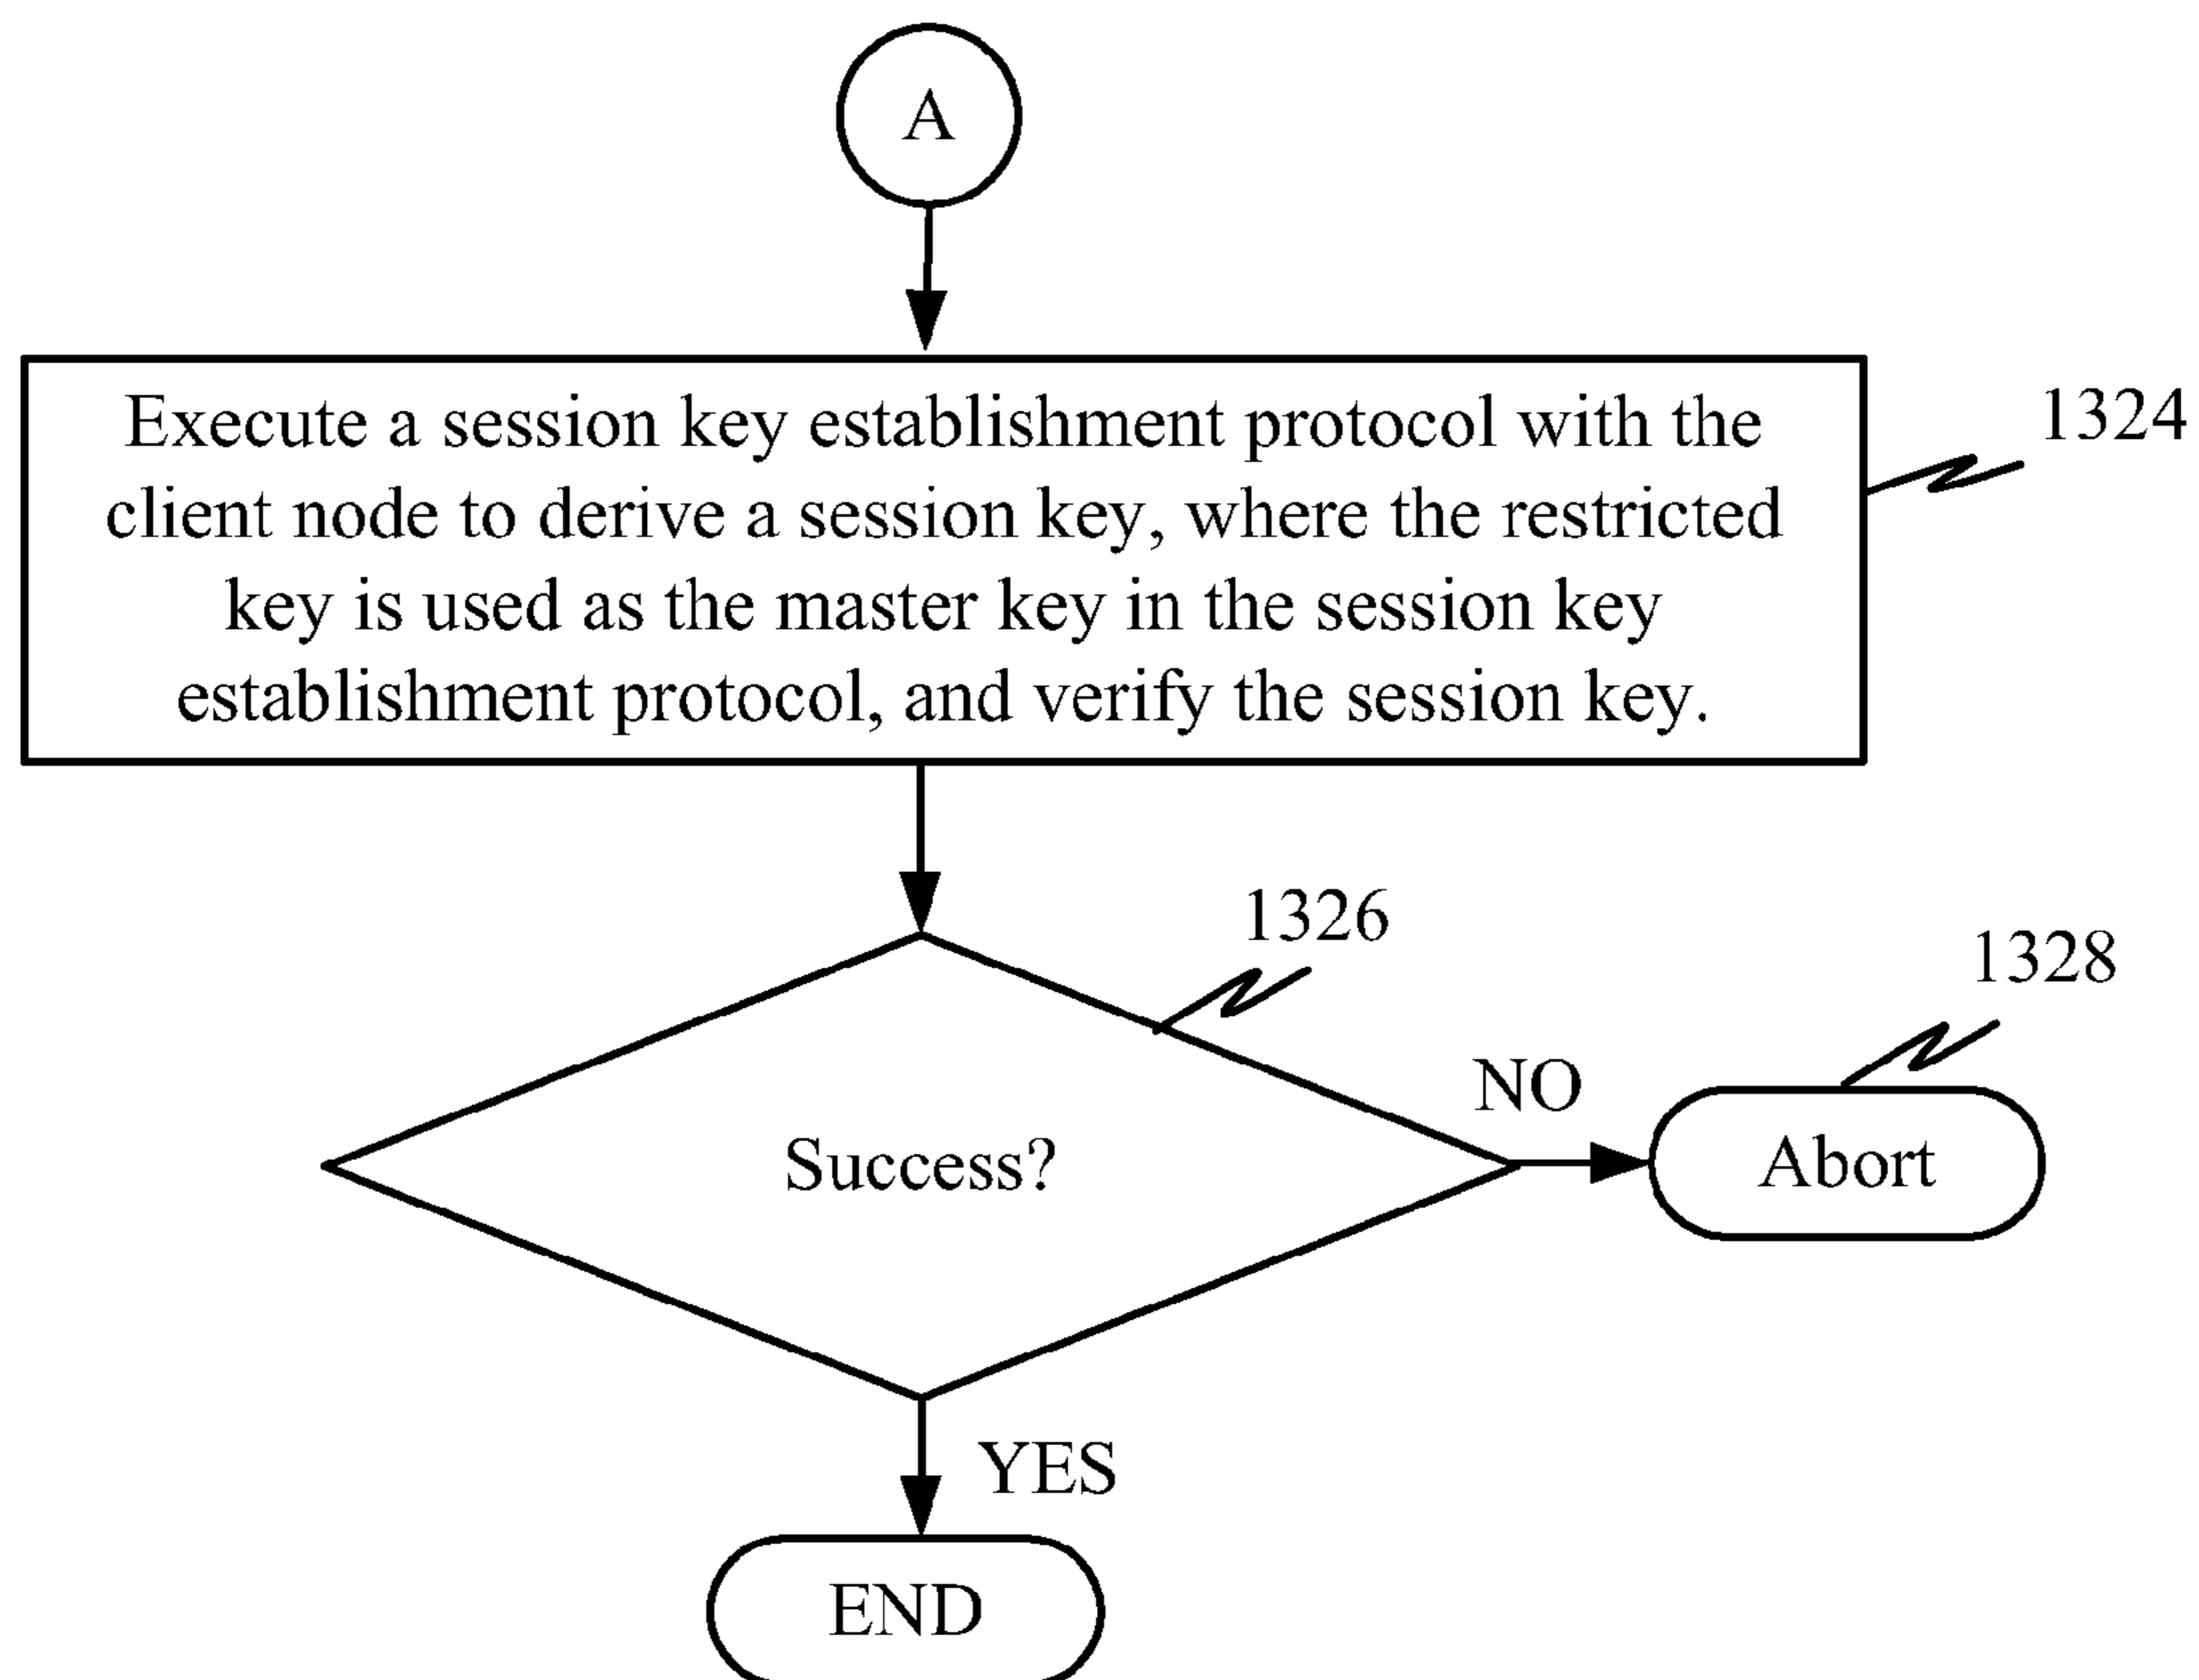 A
Execute a session key establishment protocol with the
client node to derive a session key, where the restricted
key is used as the master key in the session key
establishment protocol, and verify the session key.
1324
1326
1328
NO
Success?
Abort
YES
END